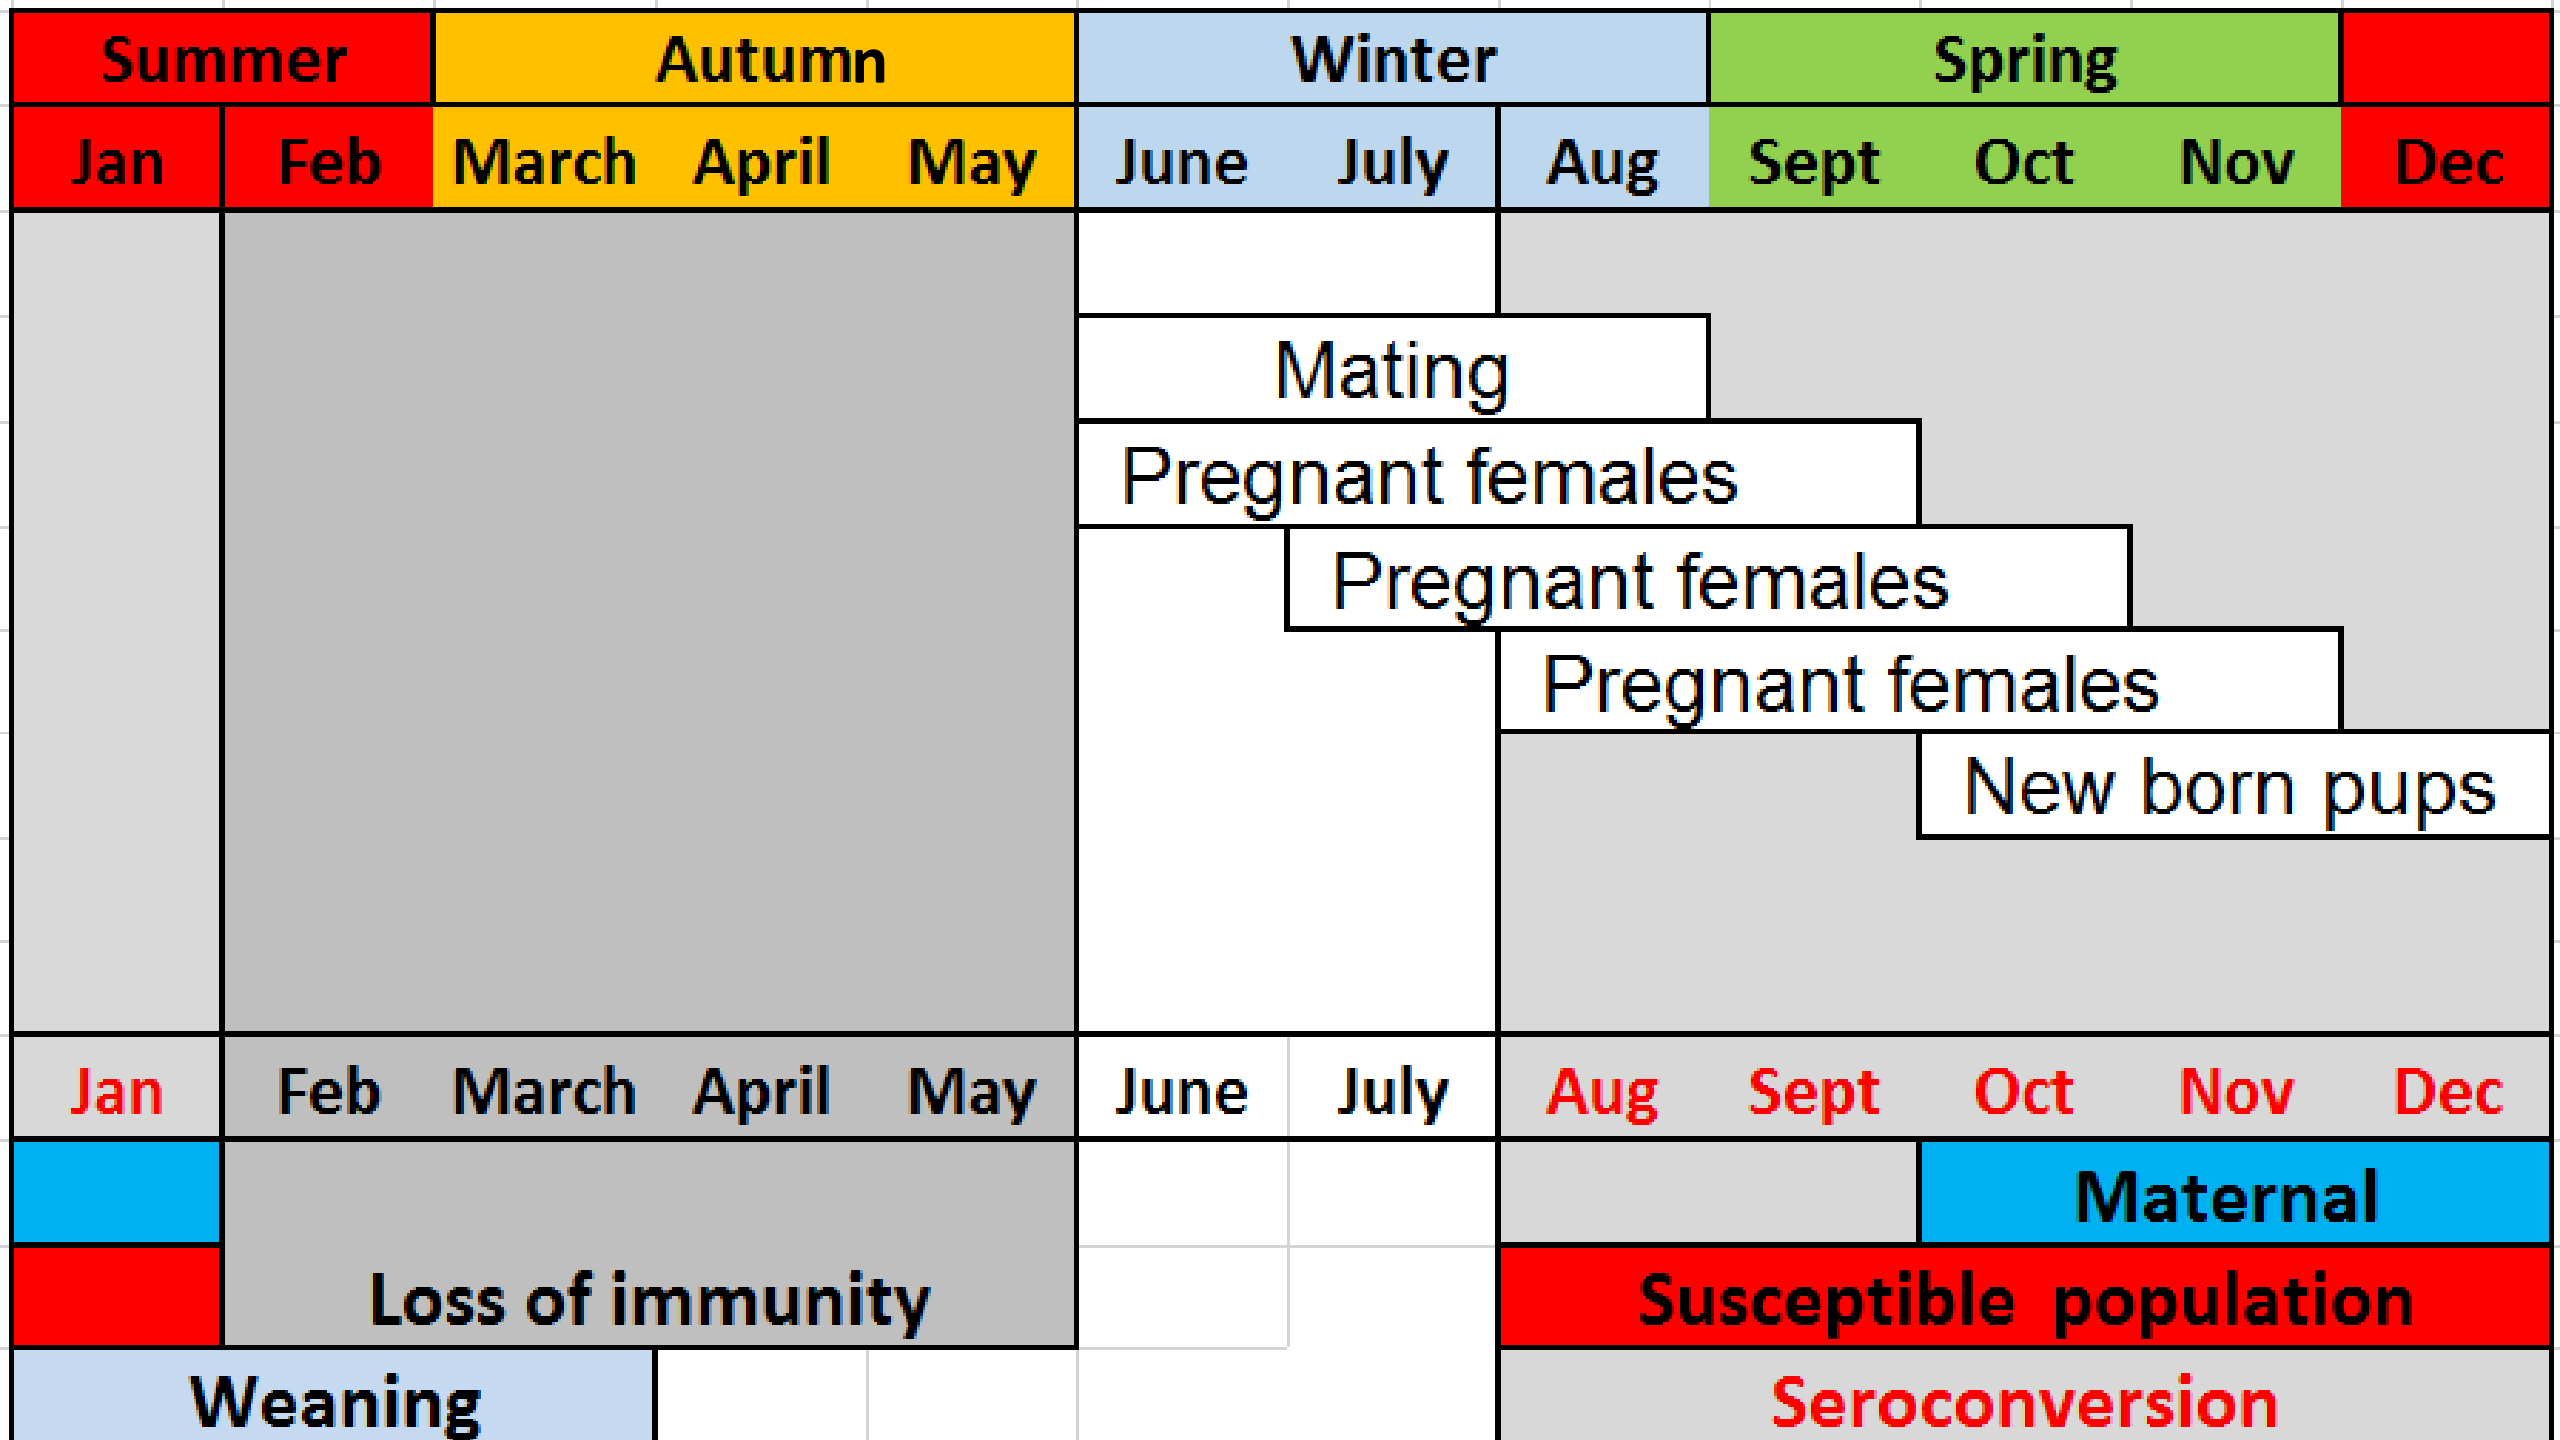 Summer Autumn Winter Spring
Jan Feb March April May June July Aug Sept Oct Nov Dec
Mating
Pregnant females
Pregnant females
Pregnant females
New born pups
Jan Feb March April May June July Aug Sept Oct Nov Dec
Maternal
Loss of immunity Susceptible population
Weaning Seroconversion